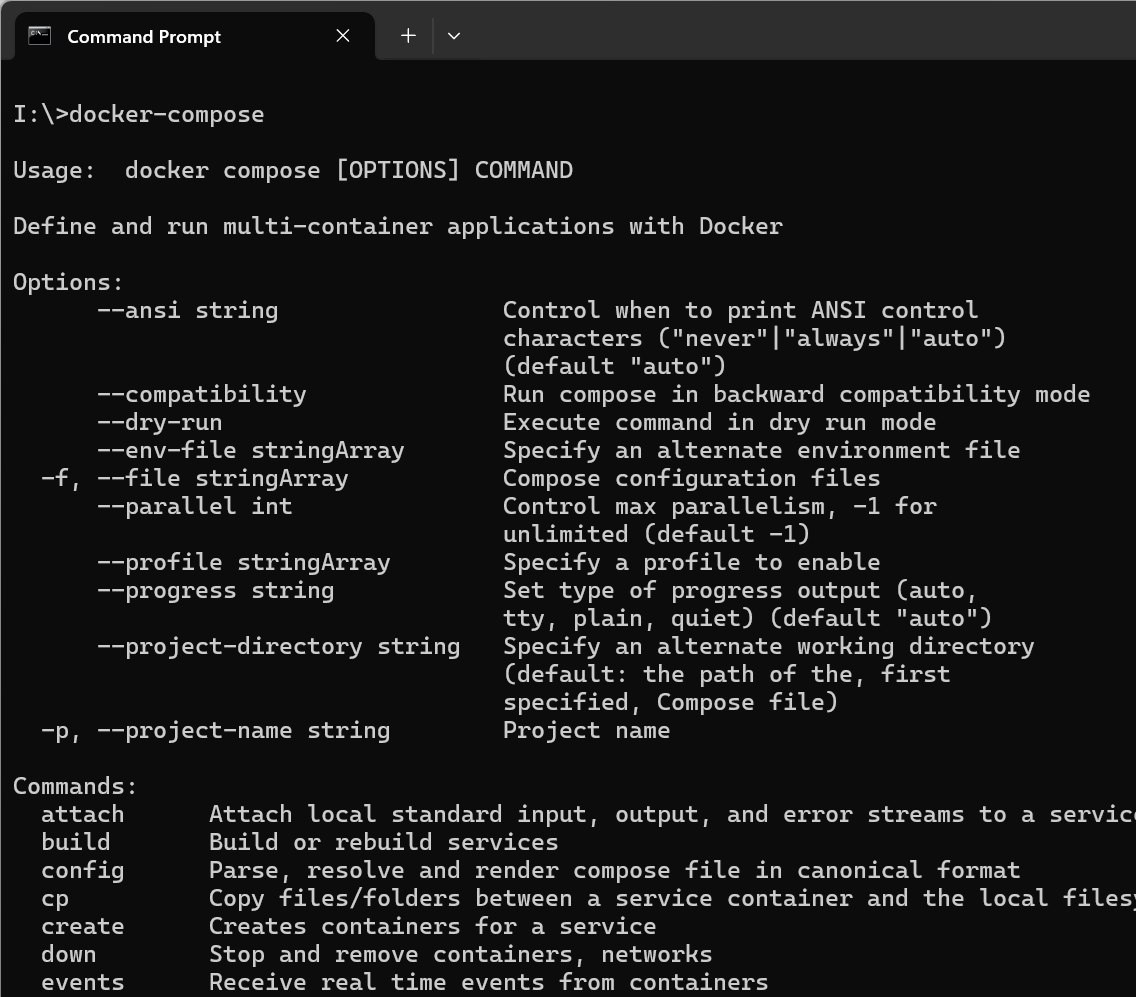 Command Prompt
I:\>docker-compose
Usage:  docker compose [OPTIONS] COMMAND
Define and run multi-container applications with Docker
Options:
      --ansi string                Control when to print ANSI control
                                   characters ("never"|"always"|"auto")
                                   (default "auto")
      --compatibility              Run compose in backward compatibility mode
      --dry-run                    Execute command in dry run mode
      --env-file stringArray       Specify an alternate environment file
  -f, --file stringArray           Compose configuration files
      --parallel int               Control max parallelism, -1 for
                                   unlimited (default -1)
      --profile stringArray        Specify a profile to enable
      --progress string            Set type of progress output (auto,
                                   tty, plain, quiet) (default "auto")
      --project-directory string   Specify an alternate working directory
                                   (default: the path of the, first
                                   specified, Compose file)
  -p, --project-name string        Project name
Commands:
  attach      Attach local standard input, output, and error streams to a
  build       Build or rebuild services
  config      Parse, resolve and render compose file in canonical format
  cp          Copy files/folders between a service container and the local
  create      Creates containers for a service
  down        Stop and remove containers, networks
  events      Receive real time events from containers